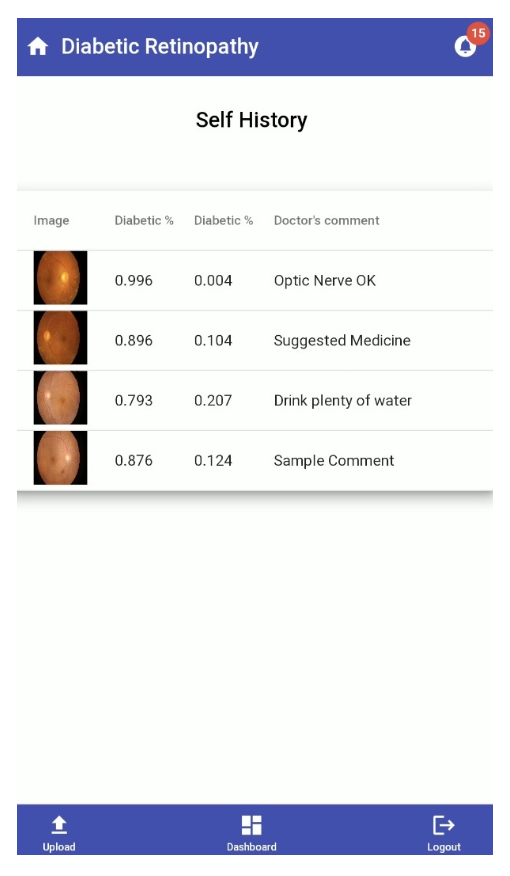 Diabetic Retinopathy 15
Self History
Image Diabetic % Diabetic % Doctor's comment
0.996 0.004 Optic Nerve OK
0.896 0.104 Suggested Medicine
0.793 0.207 Drink plenty of water
0.876 0.124 Sample Comment
Upload Dashboard Logout